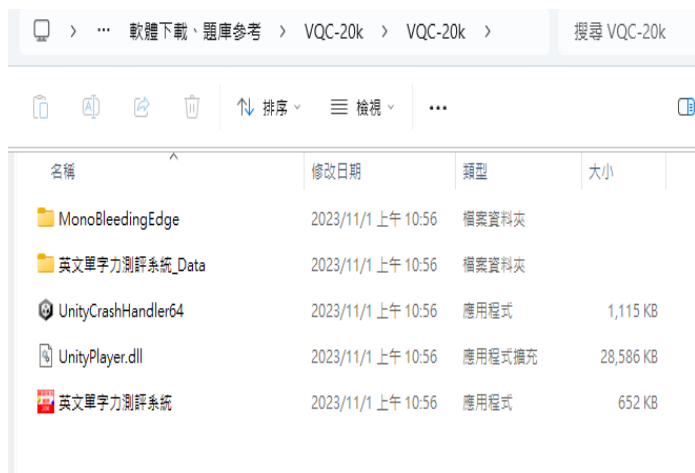 ··· 軟體下載、題庫參考 > VQC-20k > VQC-20k > 搜尋 VQC-20k
排序 檢視 ···
名稱 修改日期 類型 大小
MonoBleedingEdge 2023/11/1 上午 10:56 檔案資料夾
英文單字力測評系統_Data 2023/11/1 上午 10:56 檔案資料夾
UnityCrashHandler64 2023/11/1 上午 10:56 應用程式 1,115 KB
UnityPlayer.dll 2023/11/1 上午 10:56 應用程式擴充 28,586 KB
英文單字力測評系統 2023/11/1 上午 10:56 應用程式 652 KB